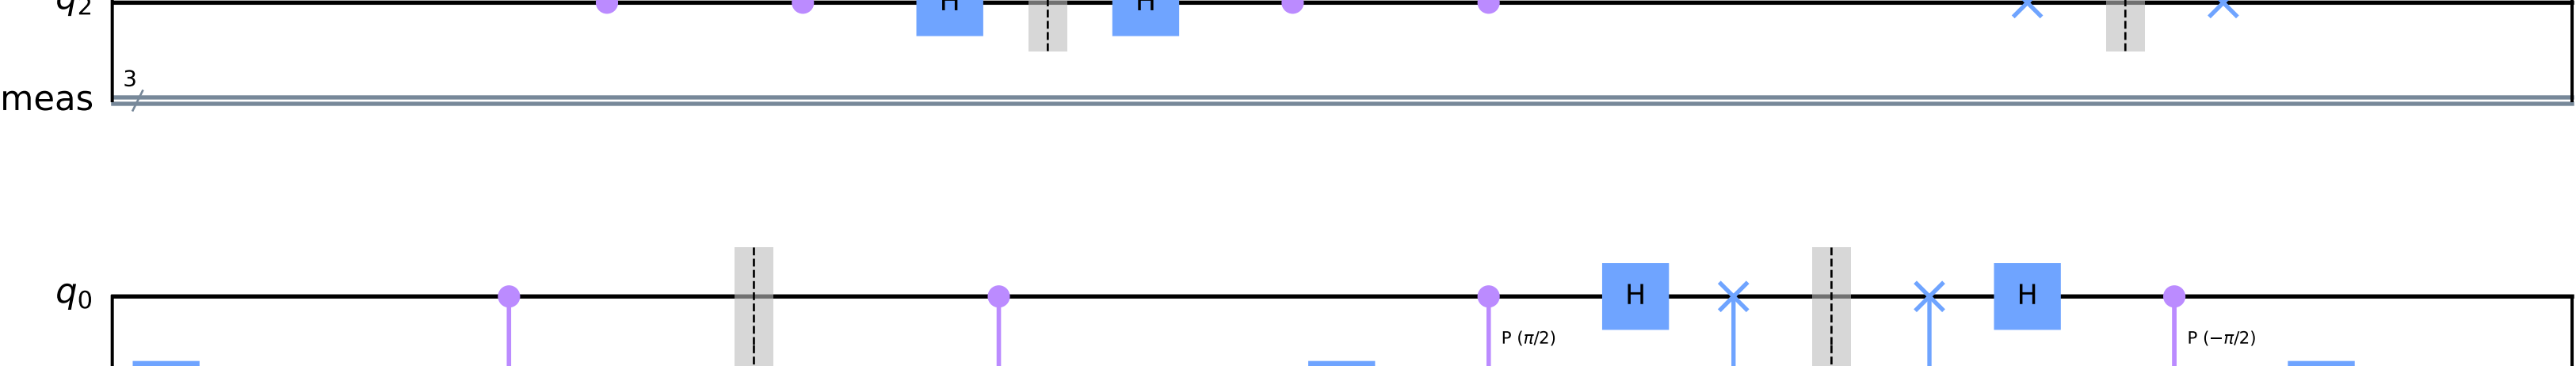 q2
H H
3
meas
q0
H H
P (π/2) P (−π/2)